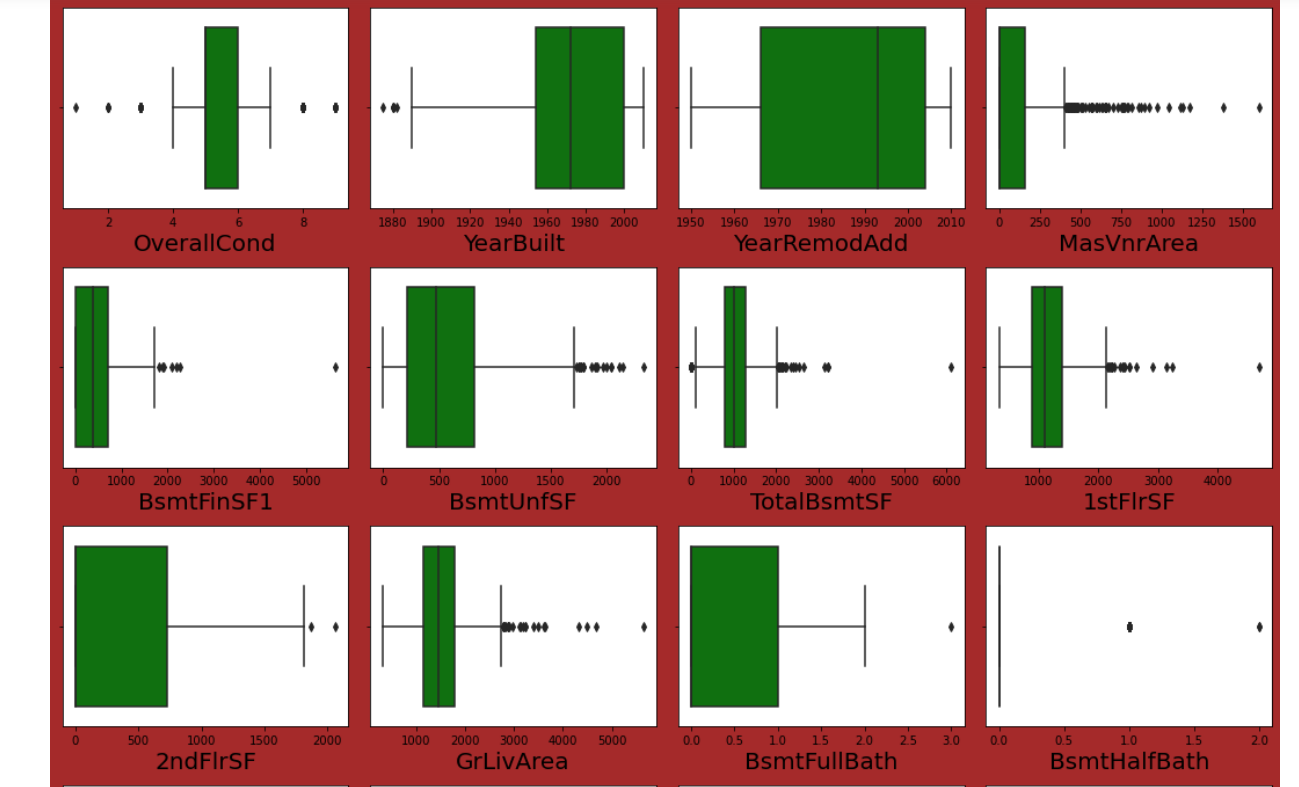 2 4 6 8 1880 1900 1920 1940 1960 1980 2000 1950 1960 1970 1980 1990 2000 2010 0 250 500 750 1000 1250 1500
OverallCond YearBuilt YearRemodAdd MasVnrArea
0 1000 2000 3000 4000 5000 0 500 1000 1500 2000 0 1000 2000 3000 4000 5000 6000 1000 2000 3000 4000
BsmtFinSF1 BsmtUnfSF TotalBsmtSF 1stFlrSF
0 500 1000 1500 2000 1000 2000 3000 4000 5000 0.0 0.5 1.0 1.5 2.0 2.5 3.0 0.0 0.5 1.0 1.5 2.0
2ndFlrSF GrLivArea BsmtFullBath BsmtHalfBath